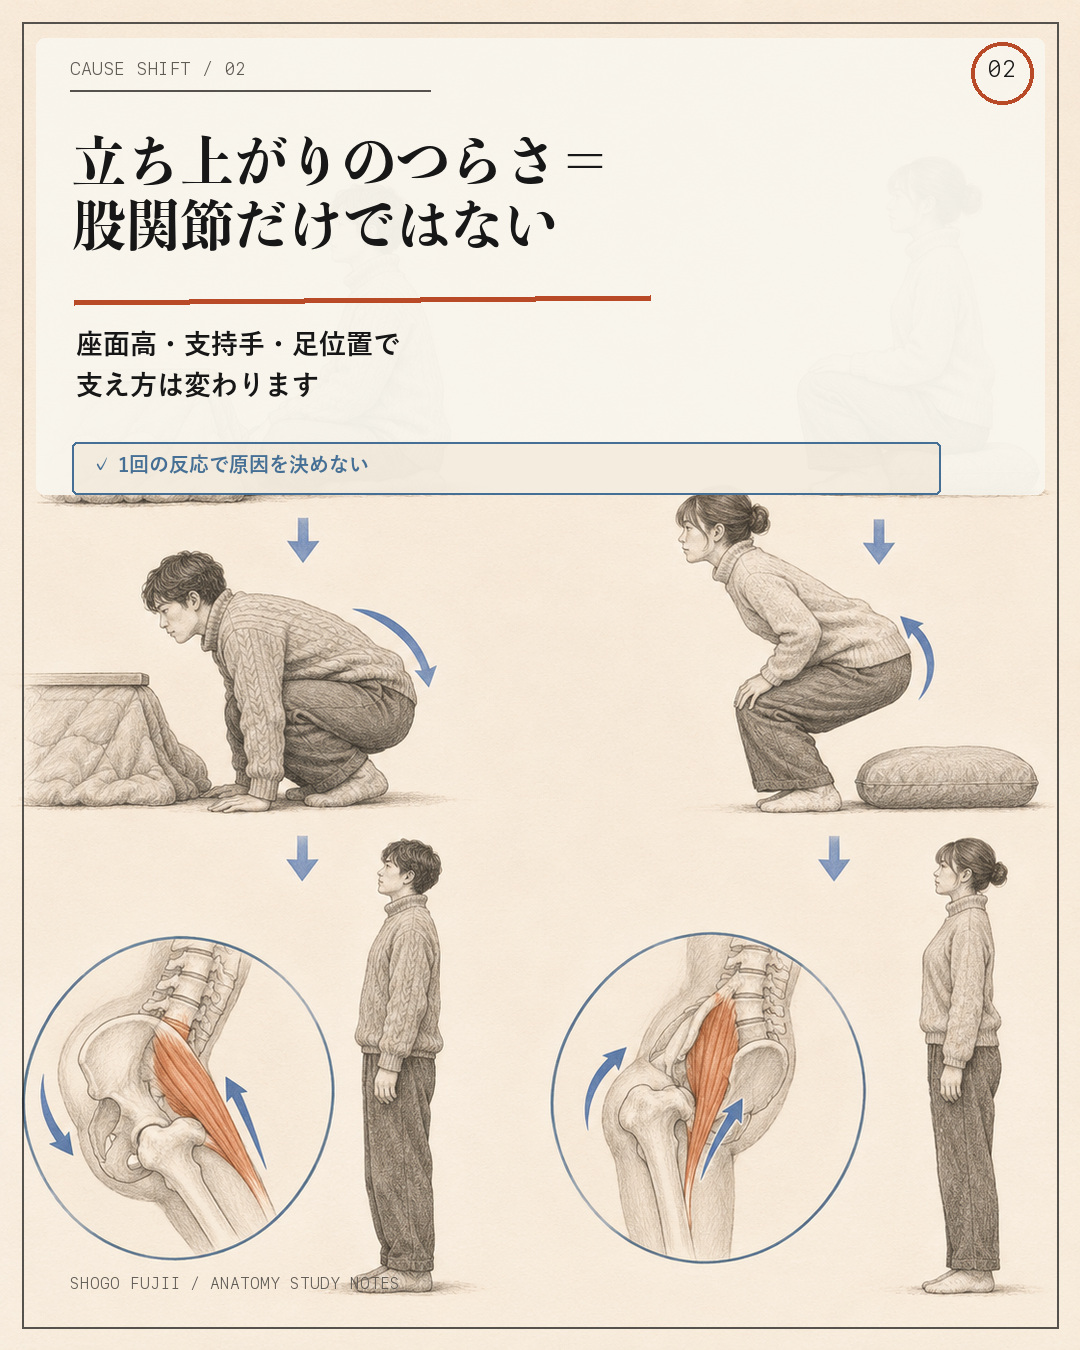 CAUSE SHIFT / 02
02
立ち上がりのつらさ＝
股関節だけではない
座面高・支持手・足位置で
支え方は変わります
✓ 1回の反応で原因を決めない
SHOGO FUJII / ANATOMY STUDY NOTES